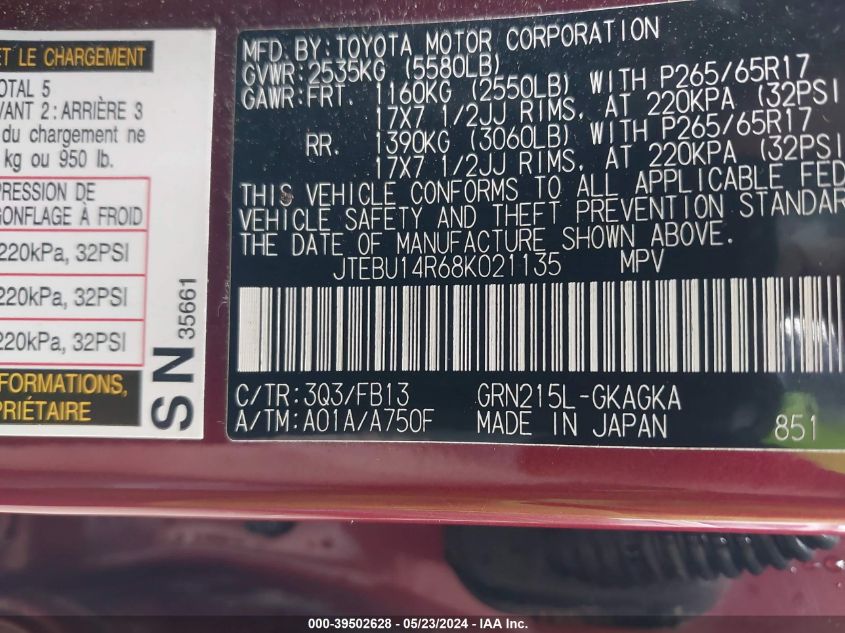 ET LE CHARGEMENT
OTAL 5
VANT 2 : ARRIÈRE 3
du chargement ne
kg ou 950 lb.
PRESSION DE
GONFLAGE À FROID
220kPa, 32PSI
220kPa, 32PSI
220kPa, 32PSI
FORMATIONS,
PRIÉTAIRE
SN 35661
MFD. BY: TOYOTA MOTOR CORPORATION
GVWR: 2535KG (5580LB)
GAWR: FRT. 1160KG (2550LB) WITH P265/65R17
17X7 1/2JJ RIMS, AT 220KPA (32PSI
RR. 1390KG (3060LB) WITH P265/65R17
17X7 1/2JJ RIMS, AT 220KPA (32PSI
THIS VEHICLE CONFORMS TO ALL APPLICABLE FED
VEHICLE SAFETY AND THEFT PREVENTION STANDAR
THE DATE OF MANUFACTURE SHOWN ABOVE.
JTEBU14R68K021135 MPV
C/TR: 3Q3/FB13 GRN215L-GKAGKA
A/TM: A01A/A750F MADE IN JAPAN 851
000-39502628 - 05/23/2024 - IAA Inc.